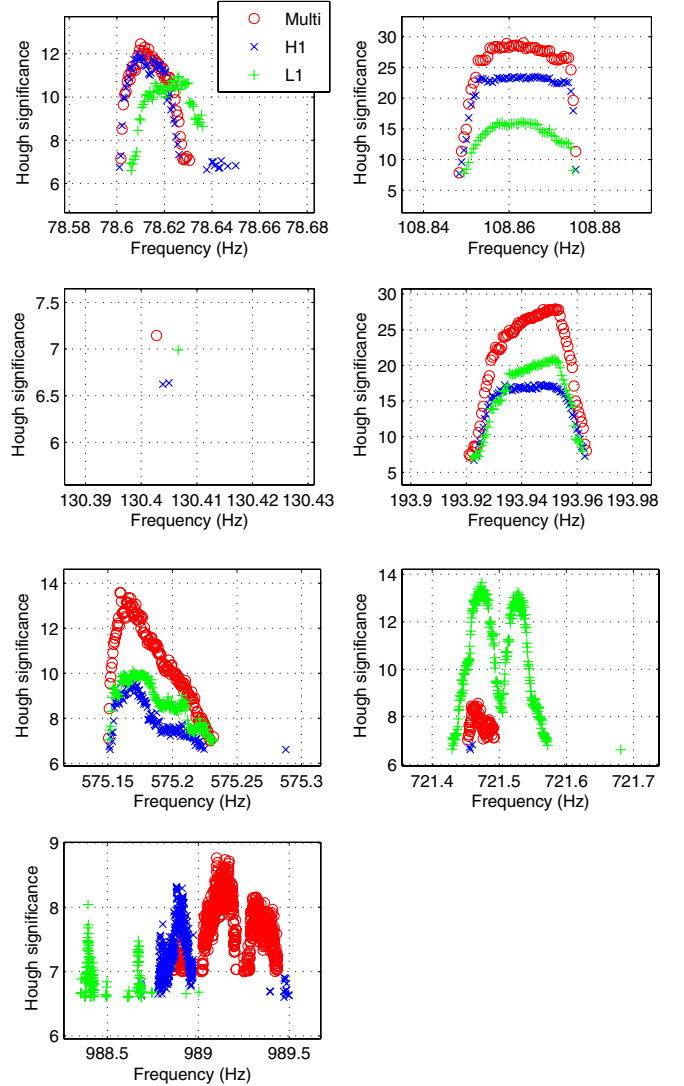 Multi
H1
L1
12
10
8
6
Hough significance
78.58 78.6 78.62 78.64 78.66 78.68
Frequency (Hz)
30
25
20
15
10
5
Hough significance
108.84 108.86 108.88
Frequency (Hz)
7.5
7
6.5
6
Hough significance
130.39 130.4 130.41 130.42 130.43
Frequency (Hz)
30
25
20
15
10
5
Hough significance
193.9 193.92 193.94 193.96 193.98
Frequency (Hz)
14
12
10
8
6
Hough significance
575.15 575.2 575.25 575.3
Frequency (Hz)
14
12
10
8
6
Hough significance
721.4 721.5 721.6 721.7
Frequency (Hz)
9
8
7
6
Hough significance
988.5 989 989.5
Frequency (Hz)